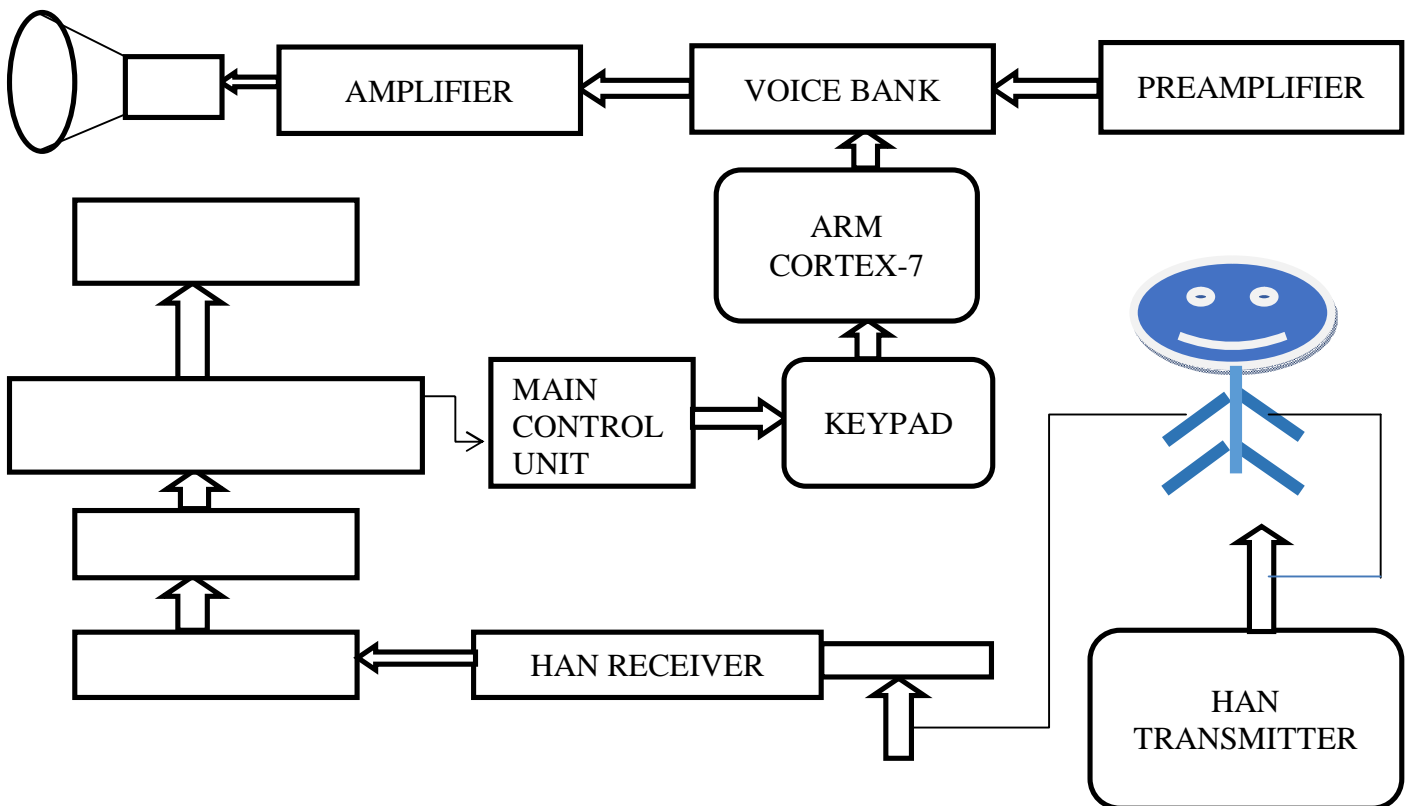 AMPLIFIER
VOICE BANK
PREAMPLIFIER
ARM
CORTEX-7
MAIN
CONTROL
UNIT
KEYPAD
HAN RECEIVER
HAN
TRANSMITTER